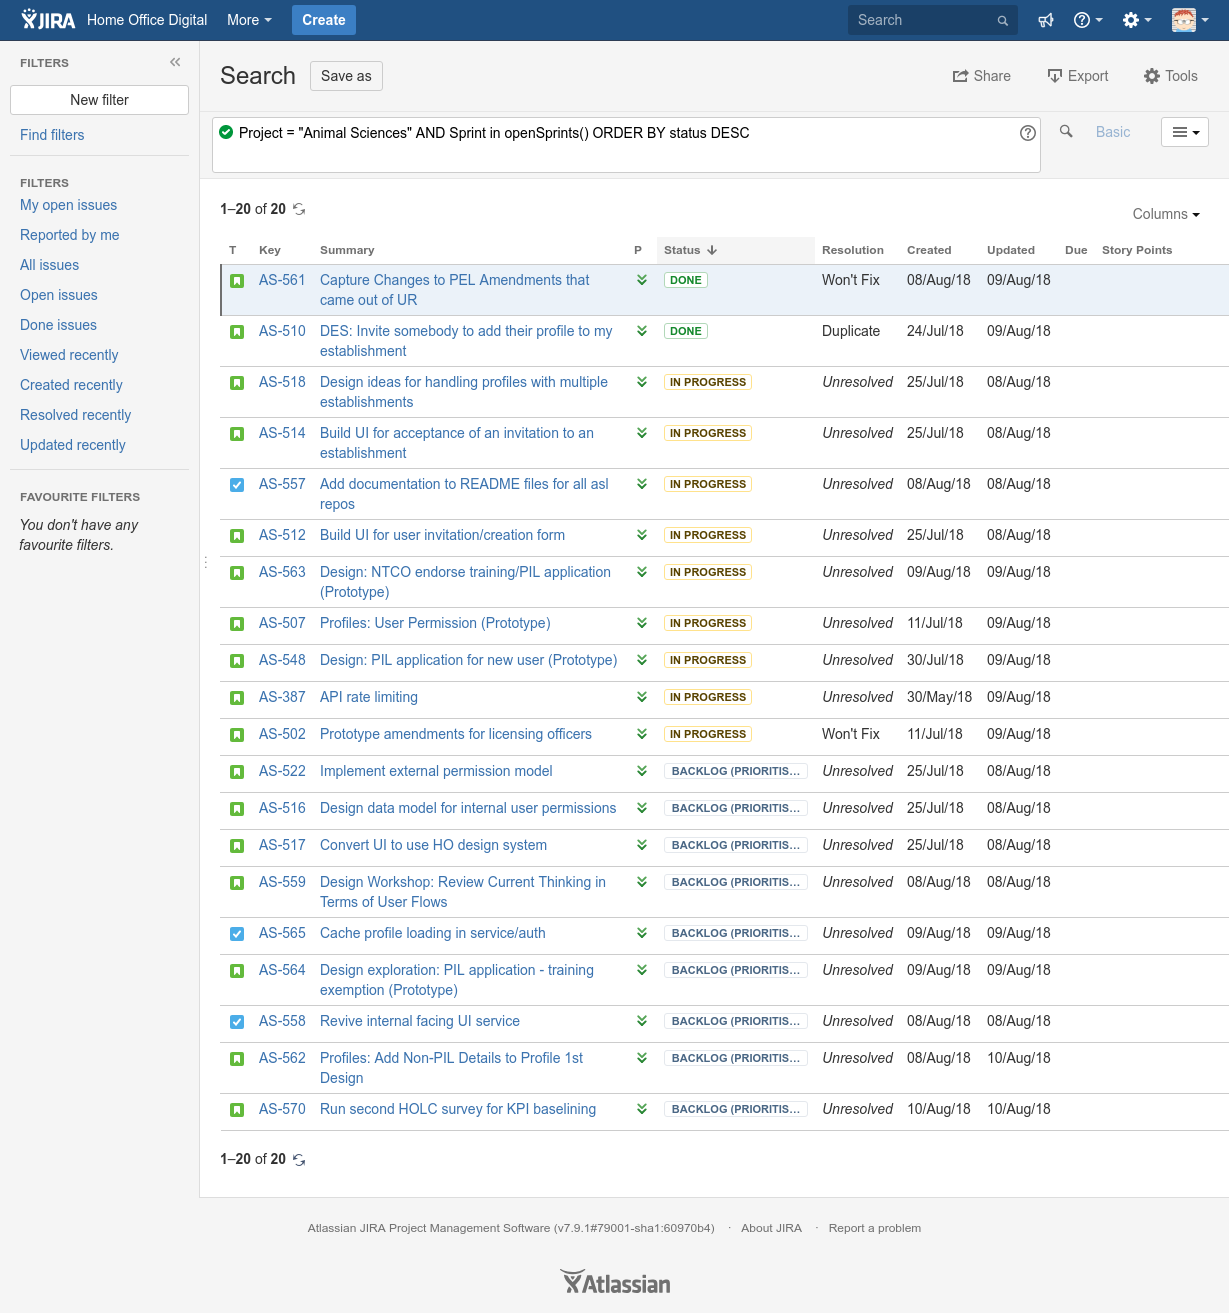 JIRA Home Office Digital More Create Search
FILTERS
New filter
Find filters
FILTERS
My open issues
Reported by me
All issues
Open issues
Done issues
Viewed recently
Created recently
Resolved recently
Updated recently
FAVOURITE FILTERS
You don't have any
favourite filters.
Search Save as Share Export Tools
Project = "Animal Sciences" AND Sprint in openSprints() ORDER BY status DESC
Basic
1–20 of 20
Columns
T Key Summary P Status Resolution Created Updated Due Story Points
AS-561 Capture Changes to PEL Amendments that DONE Won't Fix 08/Aug/18 09/Aug/18
came out of UR
AS-510 DES: Invite somebody to add their profile to my DONE Duplicate 24/Jul/18 09/Aug/18
establishment
AS-518 Design ideas for handling profiles with multiple IN PROGRESS Unresolved 25/Jul/18 08/Aug/18
establishments
AS-514 Build UI for acceptance of an invitation to an IN PROGRESS Unresolved 25/Jul/18 08/Aug/18
establishment
AS-557 Add documentation to README files for all asl IN PROGRESS Unresolved 08/Aug/18 08/Aug/18
repos
AS-512 Build UI for user invitation/creation form IN PROGRESS Unresolved 25/Jul/18 08/Aug/18
AS-563 Design: NTCO endorse training/PIL application IN PROGRESS Unresolved 09/Aug/18 09/Aug/18
(Prototype)
AS-507 Profiles: User Permission (Prototype) IN PROGRESS Unresolved 11/Jul/18 09/Aug/18
AS-548 Design: PIL application for new user (Prototype) IN PROGRESS Unresolved 30/Jul/18 09/Aug/18
AS-387 API rate limiting IN PROGRESS Unresolved 30/May/18 09/Aug/18
AS-502 Prototype amendments for licensing officers IN PROGRESS Won't Fix 11/Jul/18 09/Aug/18
AS-522 Implement external permission model BACKLOG (PRIORITIS... Unresolved 25/Jul/18 08/Aug/18
AS-516 Design data model for internal user permissions BACKLOG (PRIORITIS... Unresolved 25/Jul/18 08/Aug/18
AS-517 Convert UI to use HO design system BACKLOG (PRIORITIS... Unresolved 25/Jul/18 08/Aug/18
AS-559 Design Workshop: Review Current Thinking in BACKLOG (PRIORITIS... Unresolved 08/Aug/18 08/Aug/18
Terms of User Flows
AS-565 Cache profile loading in service/auth BACKLOG (PRIORITIS... Unresolved 09/Aug/18 09/Aug/18
AS-564 Design exploration: PIL application - training BACKLOG (PRIORITIS... Unresolved 09/Aug/18 09/Aug/18
exemption (Prototype)
AS-558 Revive internal facing UI service BACKLOG (PRIORITIS... Unresolved 08/Aug/18 08/Aug/18
AS-562 Profiles: Add Non-PIL Details to Profile 1st BACKLOG (PRIORITIS... Unresolved 08/Aug/18 10/Aug/18
Design
AS-570 Run second HOLC survey for KPI baselining BACKLOG (PRIORITIS... Unresolved 10/Aug/18 10/Aug/18
1–20 of 20
Atlassian JIRA Project Management Software (v7.9.1#79001-sha1:60970b4) · About JIRA · Report a problem
Atlassian